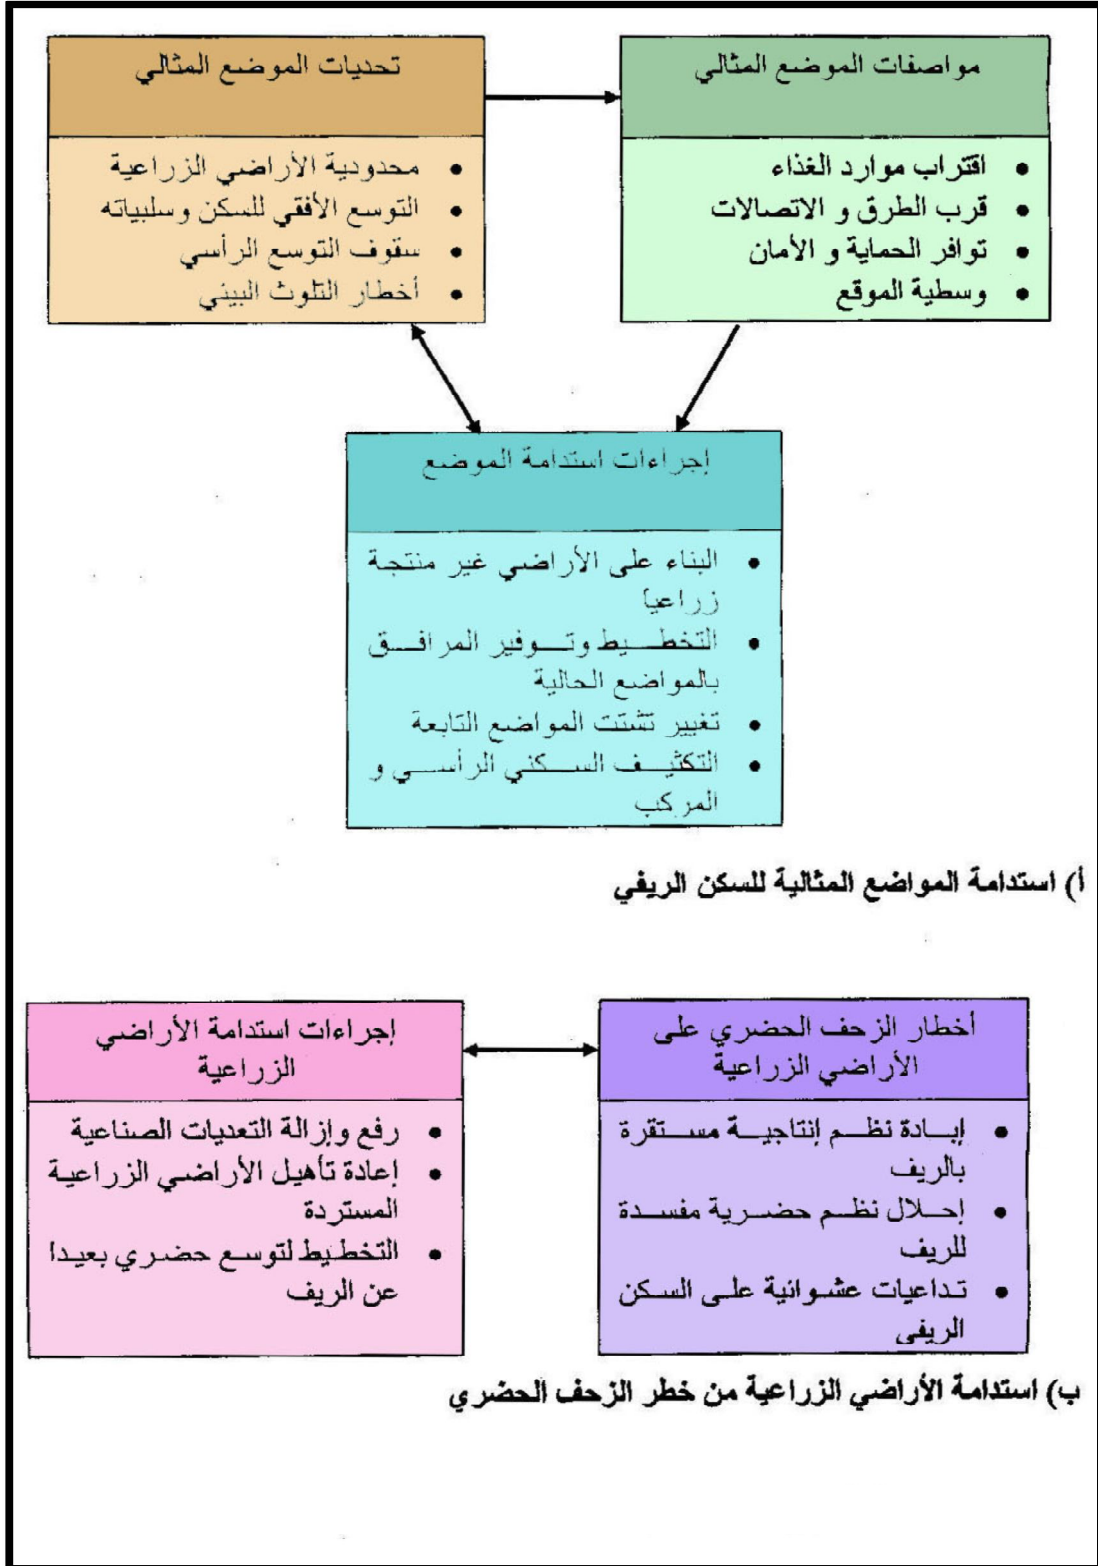 مواصفات الموضع المثالي
• اقتراب موارد الغذاء
• قرب الطرق و الاتصالات
• توافر الحماية و الأمان
• وسطية الموقع
تحديات الموضع المثالي
• محدودية الأراضي الزراعية
• التوسع الأفقي للسكن وسلبياته
• سقوف التوسع الرأسي
• أخطار التلوث البيئي
إجراءات استدامة الموضع
• البناء على الأراضي غير منتجة
زراعيا
• التخطيط وتوفير المرافق
بالمواضع الحالية
• تغيير تشتت المواضع التابعة
• التكثيف السكني الرأسي و
المركب
أ) استدامة المواضع المثالية للسكن الريفي
أخطار الزحف الحضري على
الأراضي الزراعية
• إبادة نظم إنتاجية مستقرة
بالريف
• إحلال نظم حضرية مفسدة
للريف
• تداعيات عشوائية على السكن
الريفي
إجراءات استدامة الأراضي
الزراعية
• رفع وإزالة التعديات الصناعية
• إعادة تأهيل الأراضي الزراعية
المستردة
• التخطيط لتوسع حضري بعيدا
عن الريف
ب) استدامة الأراضي الزراعية من خطر الزحف الحضري